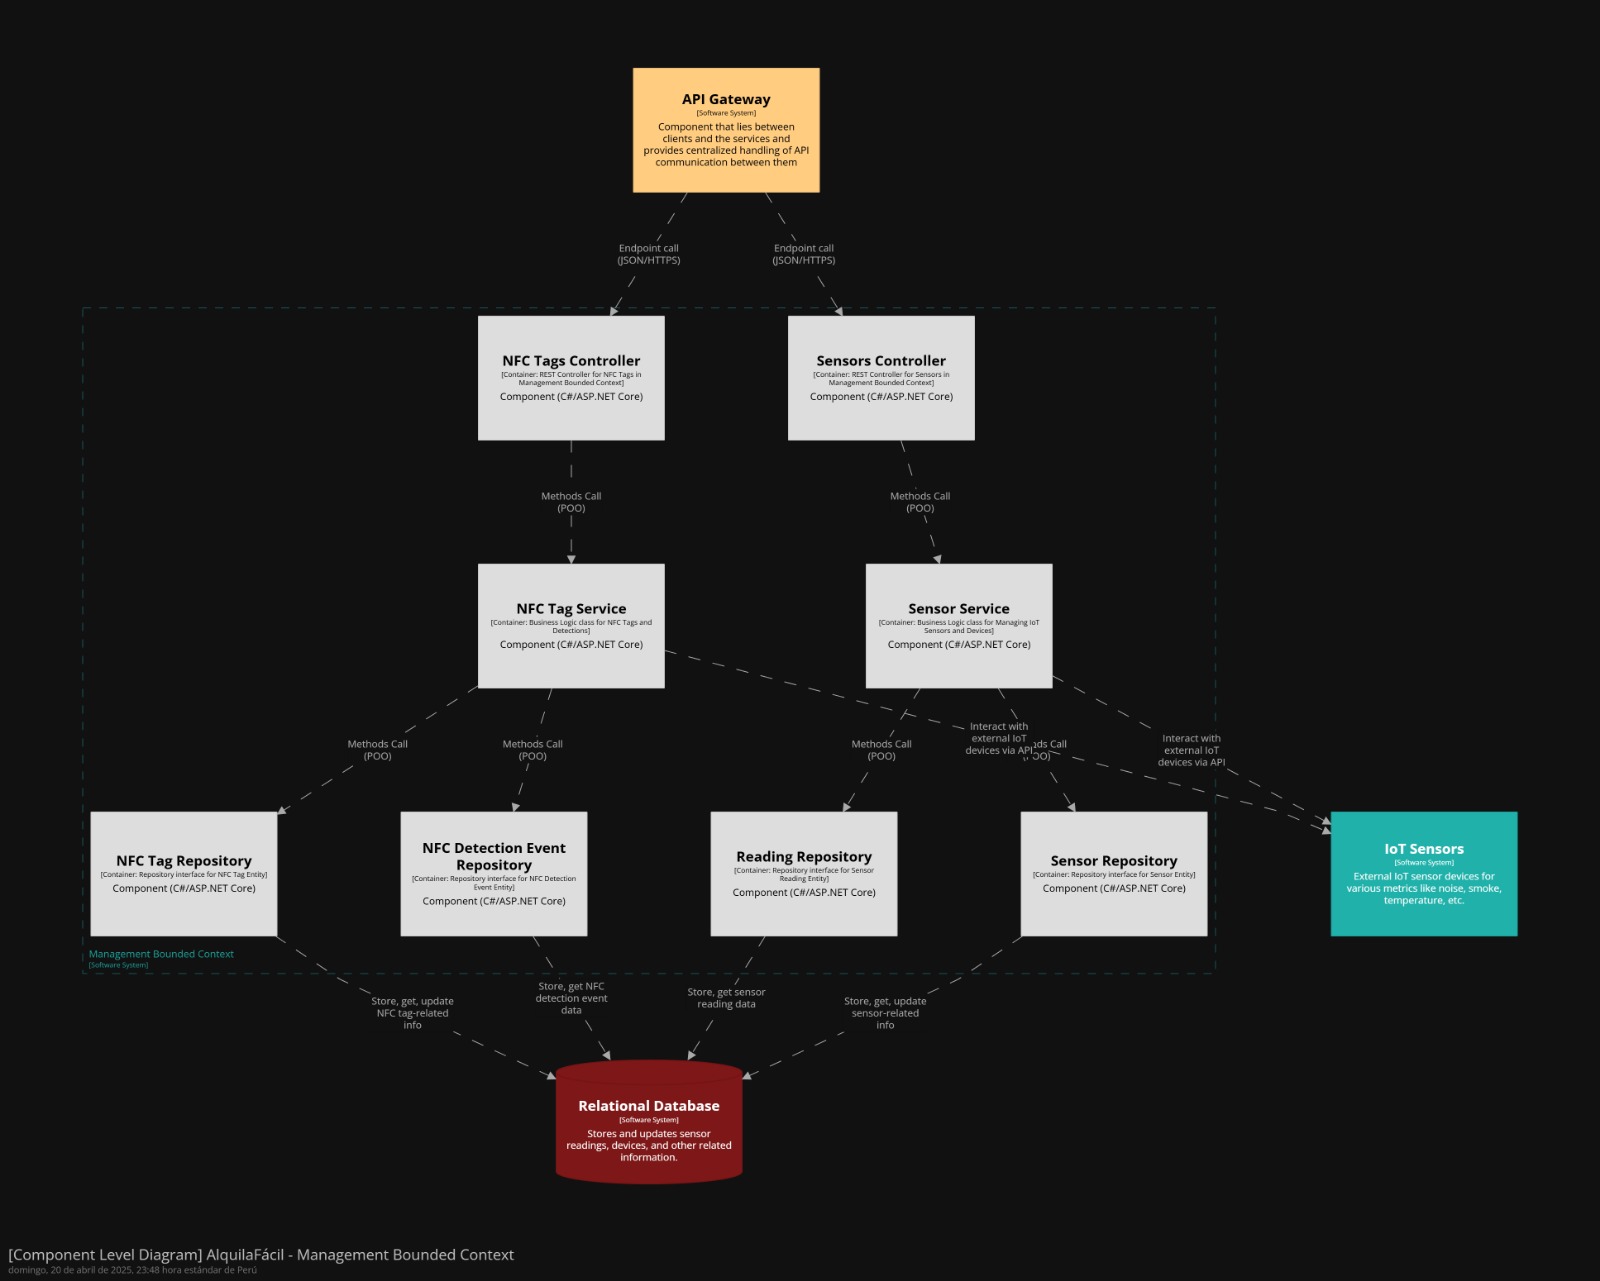 API Gateway
[Software System]
Component that lies between
clients and the services and
provides centralized handling of API
communication between them
Endpoint call
(JSON/HTTPS)
Endpoint call
(JSON/HTTPS)
NFC Tags Controller
[Container: REST Controller for NFC Tags in
Management Bounded Context]
Component (C#/ASP.NET Core)
Sensors Controller
[Container: REST Controller for Sensors in
Management Bounded Context]
Component (C#/ASP.NET Core)
Methods Call
(POO)
Methods Call
(POO)
NFC Tag Service
[Container: Business Logic class for NFC Tags and
Detections]
Component (C#/ASP.NET Core)
Sensor Service
[Container: Business Logic class for Managing IoT
Sensors and Devices]
Component (C#/ASP.NET Core)
Methods Call
(POO)
Methods Call
(POO)
Methods Call
(POO)
Interact with
external IoT
devices via API
Call
Interact with
external IoT
devices via API
NFC Tag Repository
[Container: Repository interface for NFC Tag Entity]
Component (C#/ASP.NET Core)
NFC Detection Event
Repository
[Container: Repository interface for NFC Detection
Event Entity]
Component (C#/ASP.NET Core)
Reading Repository
[Container: Repository interface for Sensor
Reading Entity]
Component (C#/ASP.NET Core)
Sensor Repository
[Container: Repository interface for Sensor Entity]
Component (C#/ASP.NET Core)
IoT Sensors
[Software System]
External IoT sensor devices for
various metrics like noise, smoke,
temperature, etc.
Management Bounded Context
[Software System]
Store, get, update
NFC tag-related
info
Store, get NFC
detection event
data
Store, get sensor
reading data
Store, get, update
sensor-related
info
Relational Database
[Software System]
Stores and updates sensor
readings, devices, and other related
information.
[Component Level Diagram] AlquilaFácil - Management Bounded Context
domingo, 20 de abril de 2025, 23:48 hora estándar de Perú